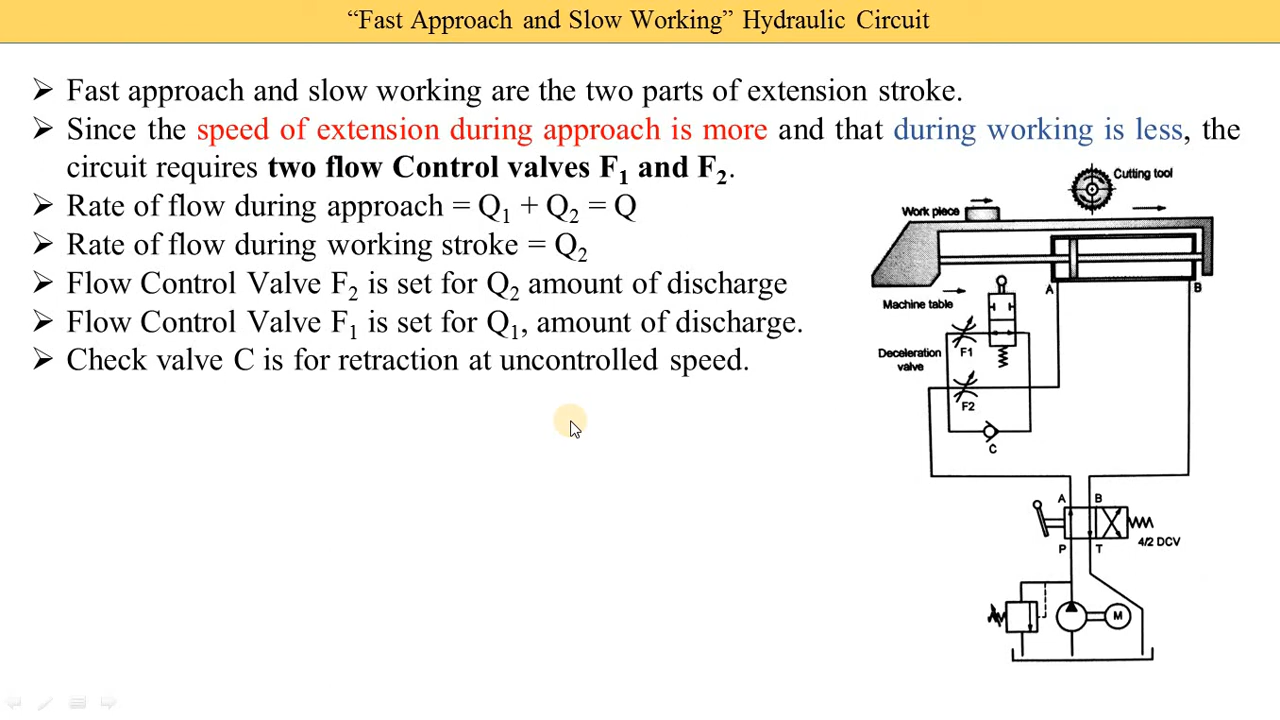 “Fast Approach and Slow Working” Hydraulic Circuit
➢ Fast approach and slow working are the two parts of extension stroke.
➢ Since the speed of extension during approach is more and that during working is less, the
circuit requires two flow Control valves F₁ and F₂.
➢ Rate of flow during approach = Q₁ + Q₂ = Q
➢ Rate of flow during working stroke = Q₂
➢ Flow Control Valve F₂ is set for Q₂ amount of discharge
➢ Flow Control Valve F₁ is set for Q₁, amount of discharge.
➢ Check valve C is for retraction at uncontrolled speed.
Cutting tool
Work piece
A
B
Machine table
Deceleration
valve
F1
F2
C
A B
4/2 DCV
P T
M